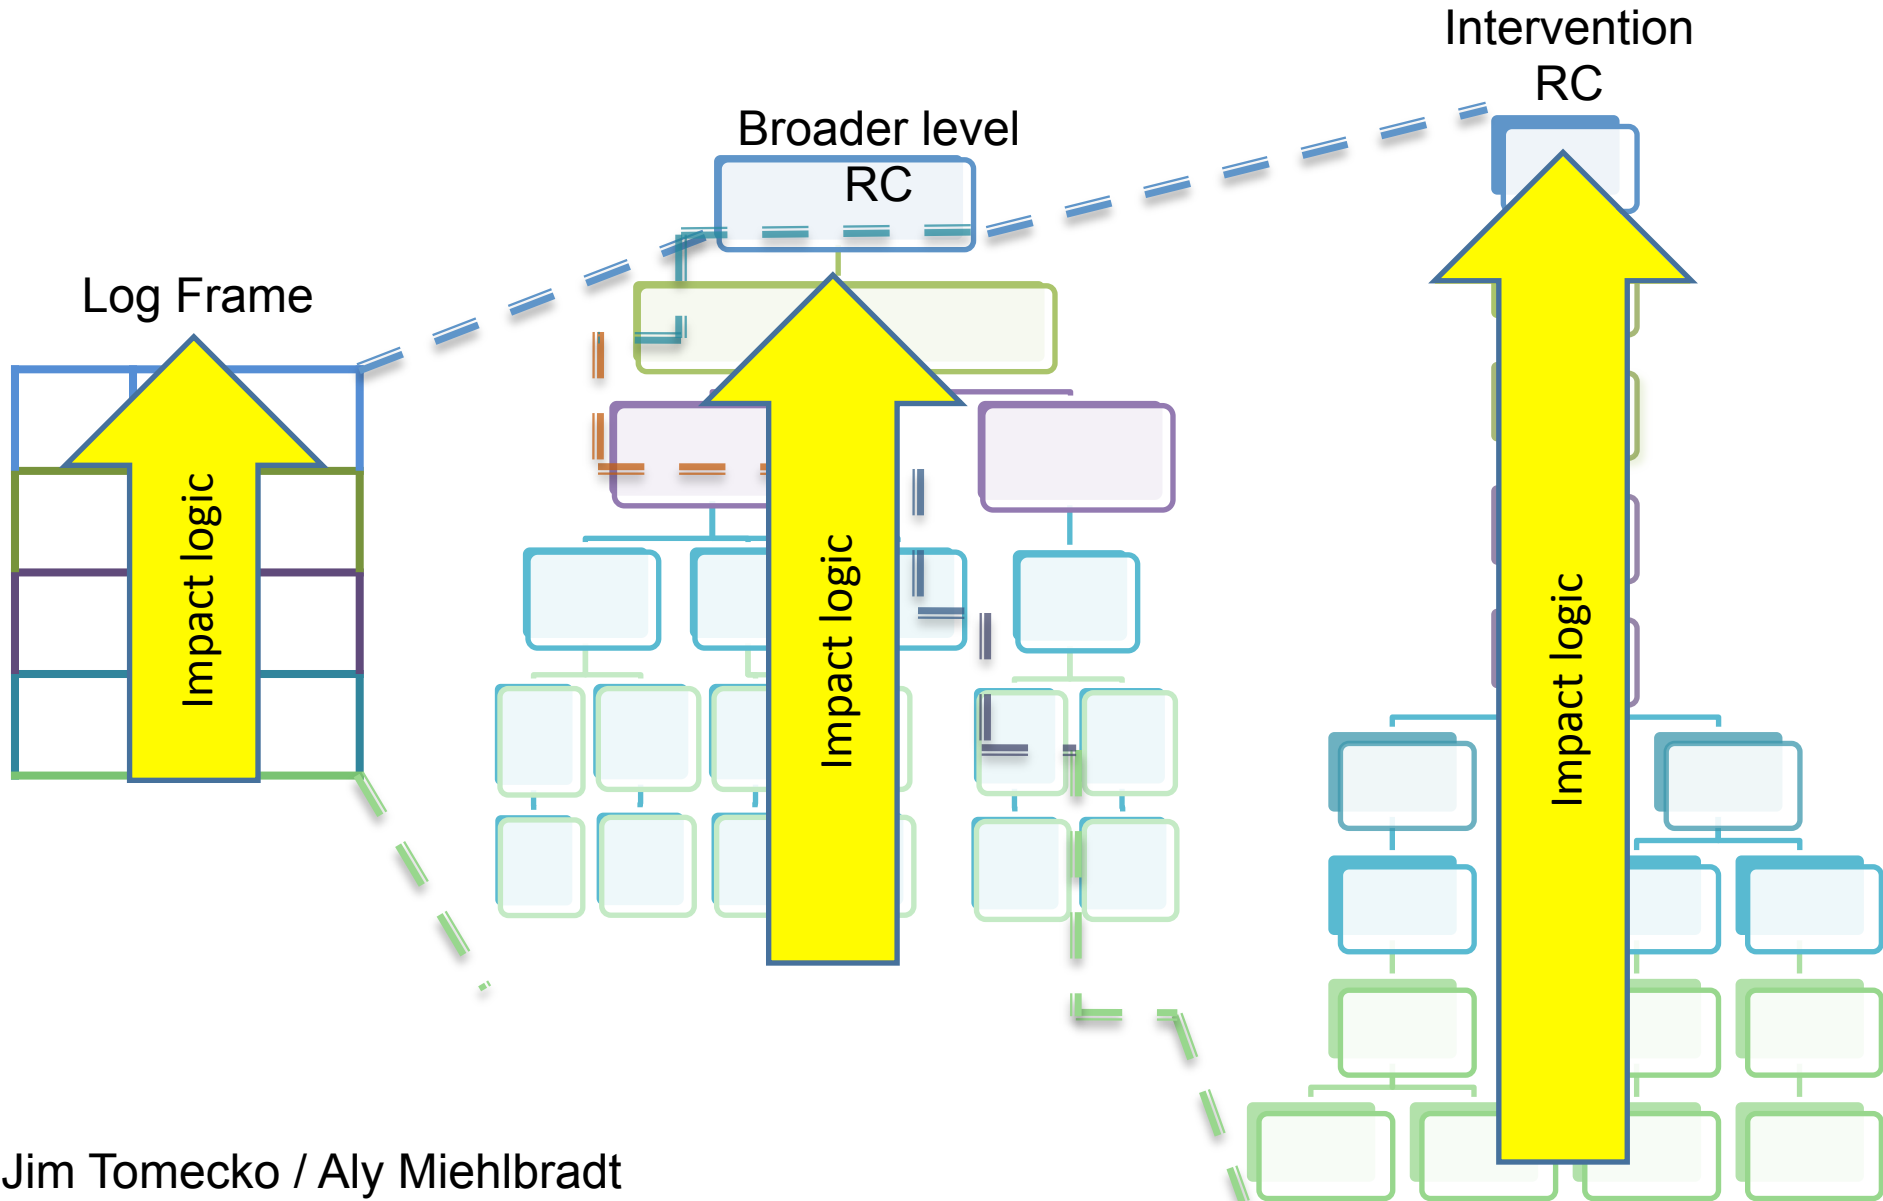 Intervention
RC
Broader level
RC
Log Frame
Impact logic
Impact logic
Impact logic
Jim Tomecko / Aly Miehlbradt